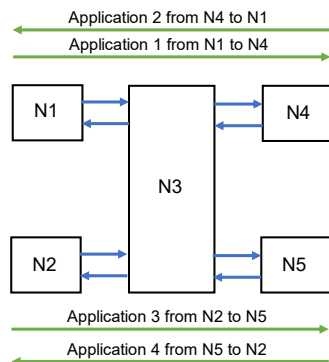 Application 2 from N4 to N1
Application 1 from N1 to N4
N1
N4
N3
N2
N5
Application 3 from N2 to N5
Application 4 from N5 to N2